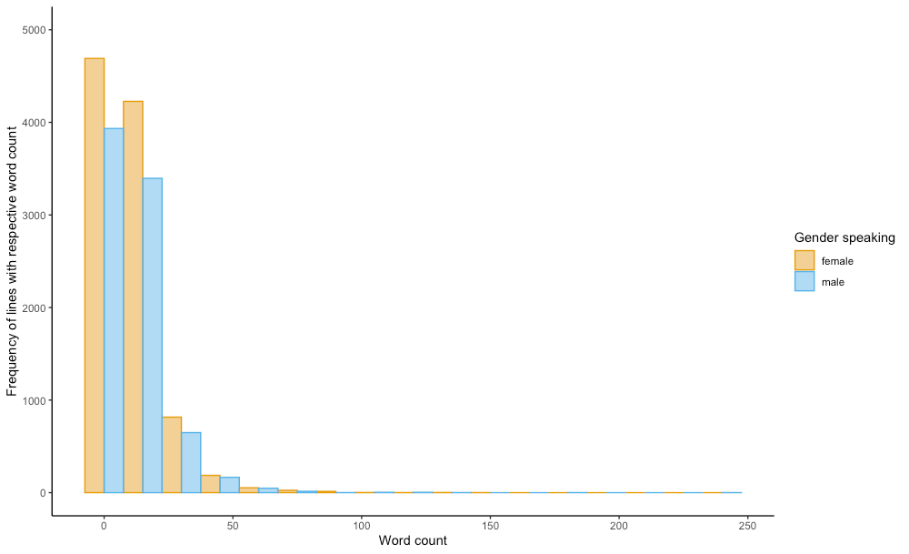 5000
4000
3000
2000
1000
0
Frequency of lines with respective word count
0 50 100 150 200 250
Word count
Gender speaking
female
male